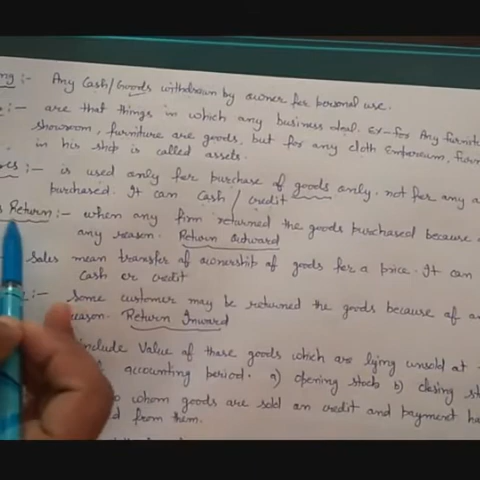 ng :- Any Cash/Goods withdrawn by owner for personal use.
:- are that things in which any business deal. Ex- for Any furnitu
showroom, furniture are goods, but for any cloth Emporium, furn
in his shop is called assets.
:- is used only for purchase of goods only. not for any a
purchased. It can Cash / credit
Return :- when any firm returned the goods purchased because
any reason. Return outward
Sales mean transfer of ownership of goods for a price. It can
Cash or credit
:- Some customer may be returned the goods because of a
reason. Return Inward
include Value of those goods which are lying unsold at
accounting period. a) opening stock b) closing st
whom goods are sold on credit and payment ha
from them.